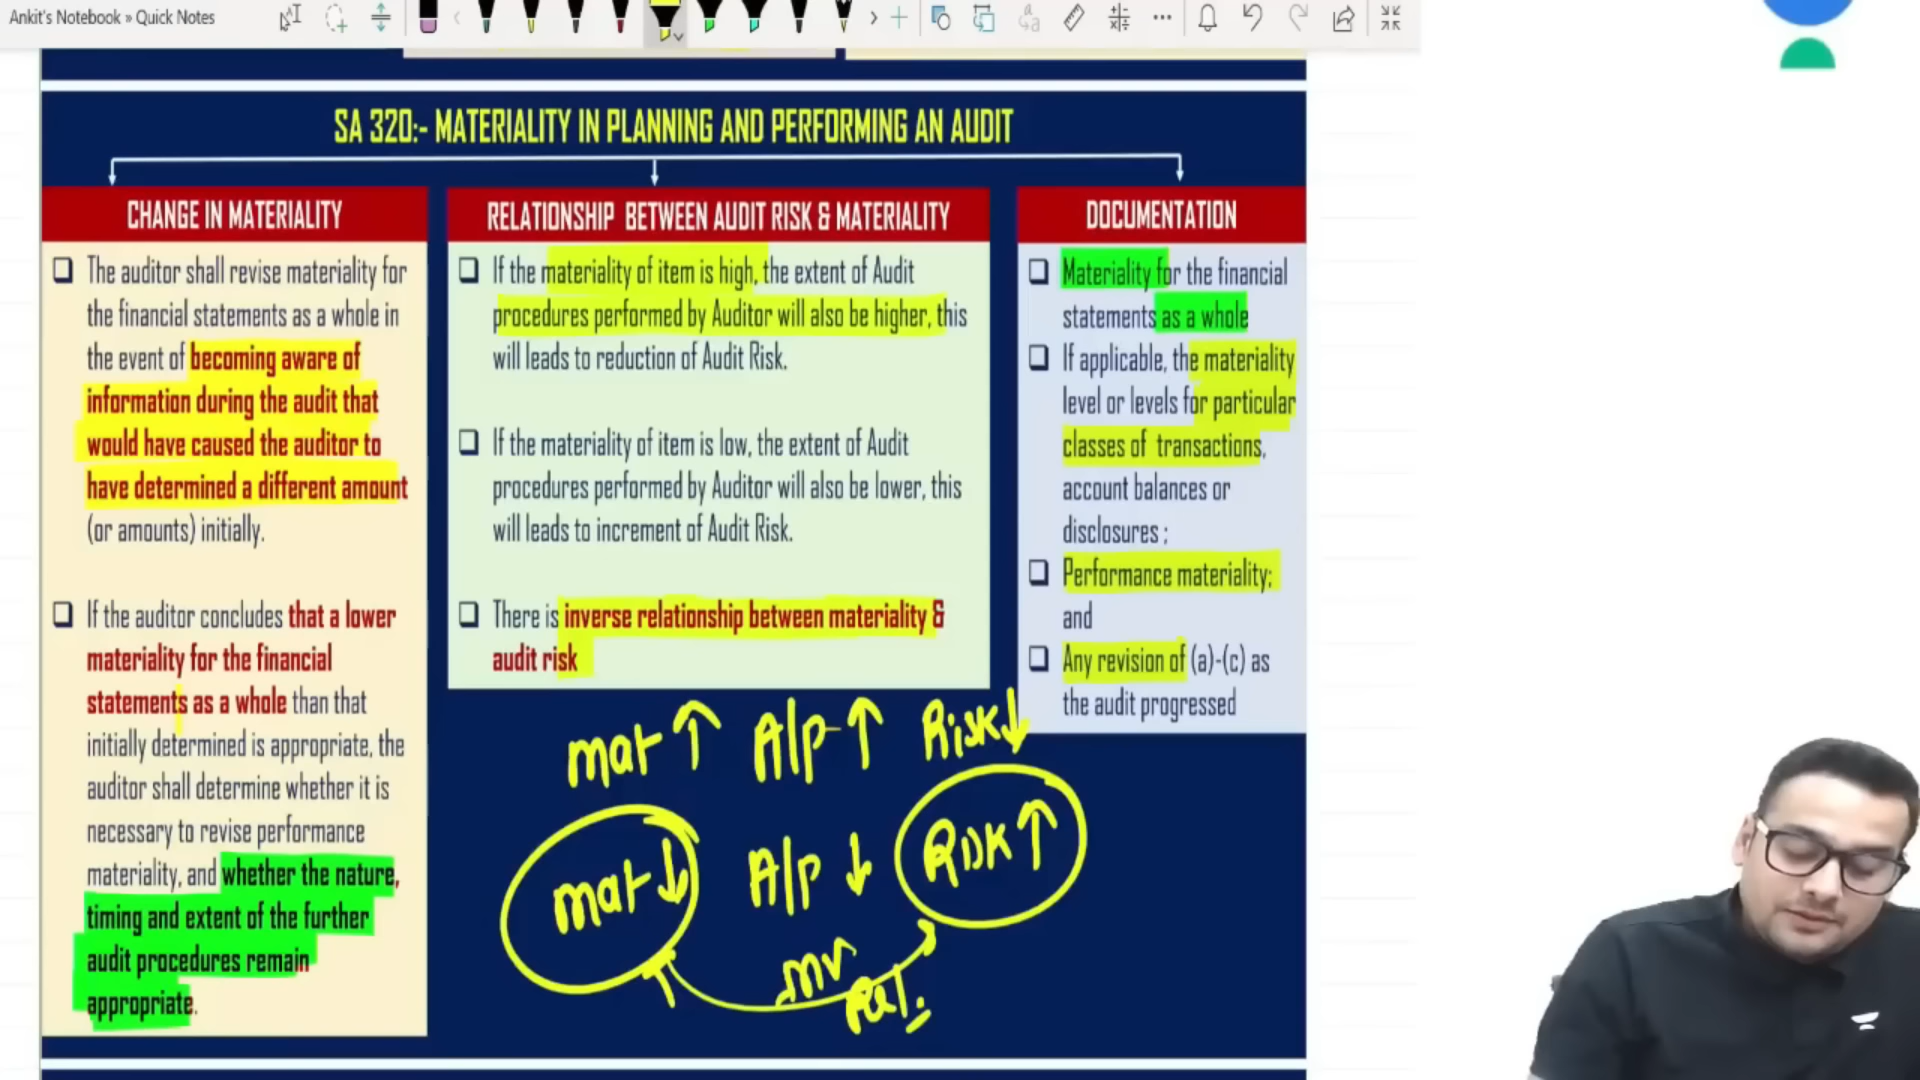 Ankit's Notebook » Quick Notes
SA 320:- MATERIALITY IN PLANNING AND PERFORMING AN AUDIT
CHANGE IN MATERIALITY
The auditor shall revise materiality for
the financial statements as a whole in
the event of becoming aware of
information during the audit that
would have caused the auditor to
have determined a different amount
(or amounts) initially.
If the auditor concludes that a lower
materiality for the financial
statements as a whole than that
initially determined is appropriate, the
auditor shall determine whether it is
necessary to revise performance
materiality, and whether the nature,
timing and extent of the further
audit procedures remain
appropriate.
RELATIONSHIP BETWEEN AUDIT RISK & MATERIALITY
If the materiality of item is high, the extent of Audit
procedures performed by Auditor will also be higher, this
will leads to reduction of Audit Risk.
If the materiality of item is low, the extent of Audit
procedures performed by Auditor will also be lower, this
will leads to increment of Audit Risk.
There is inverse relationship between materiality &
audit risk
DOCUMENTATION
Materiality for the financial
statements as a whole
If applicable, the materiality
level or levels for particular
classes of transactions,
account balances or
disclosures ;
Performance materiality;
and
Any revision of (a)-(c) as
the audit progressed
mat ↑ A/p ↑ Risk ↓
mat ↓ A/p ↓ Risk ↑
Inv
Rel.